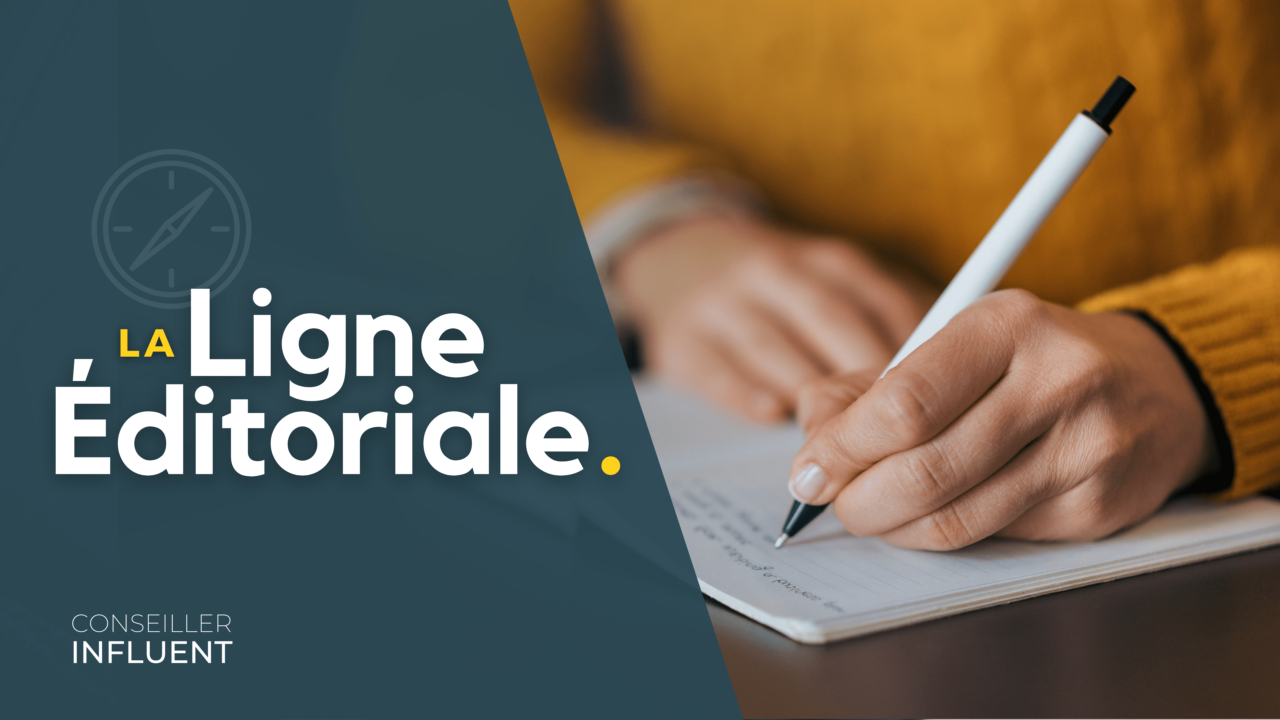 LA Ligne
Éditoriale.
CONSEILLER
INFLUENT